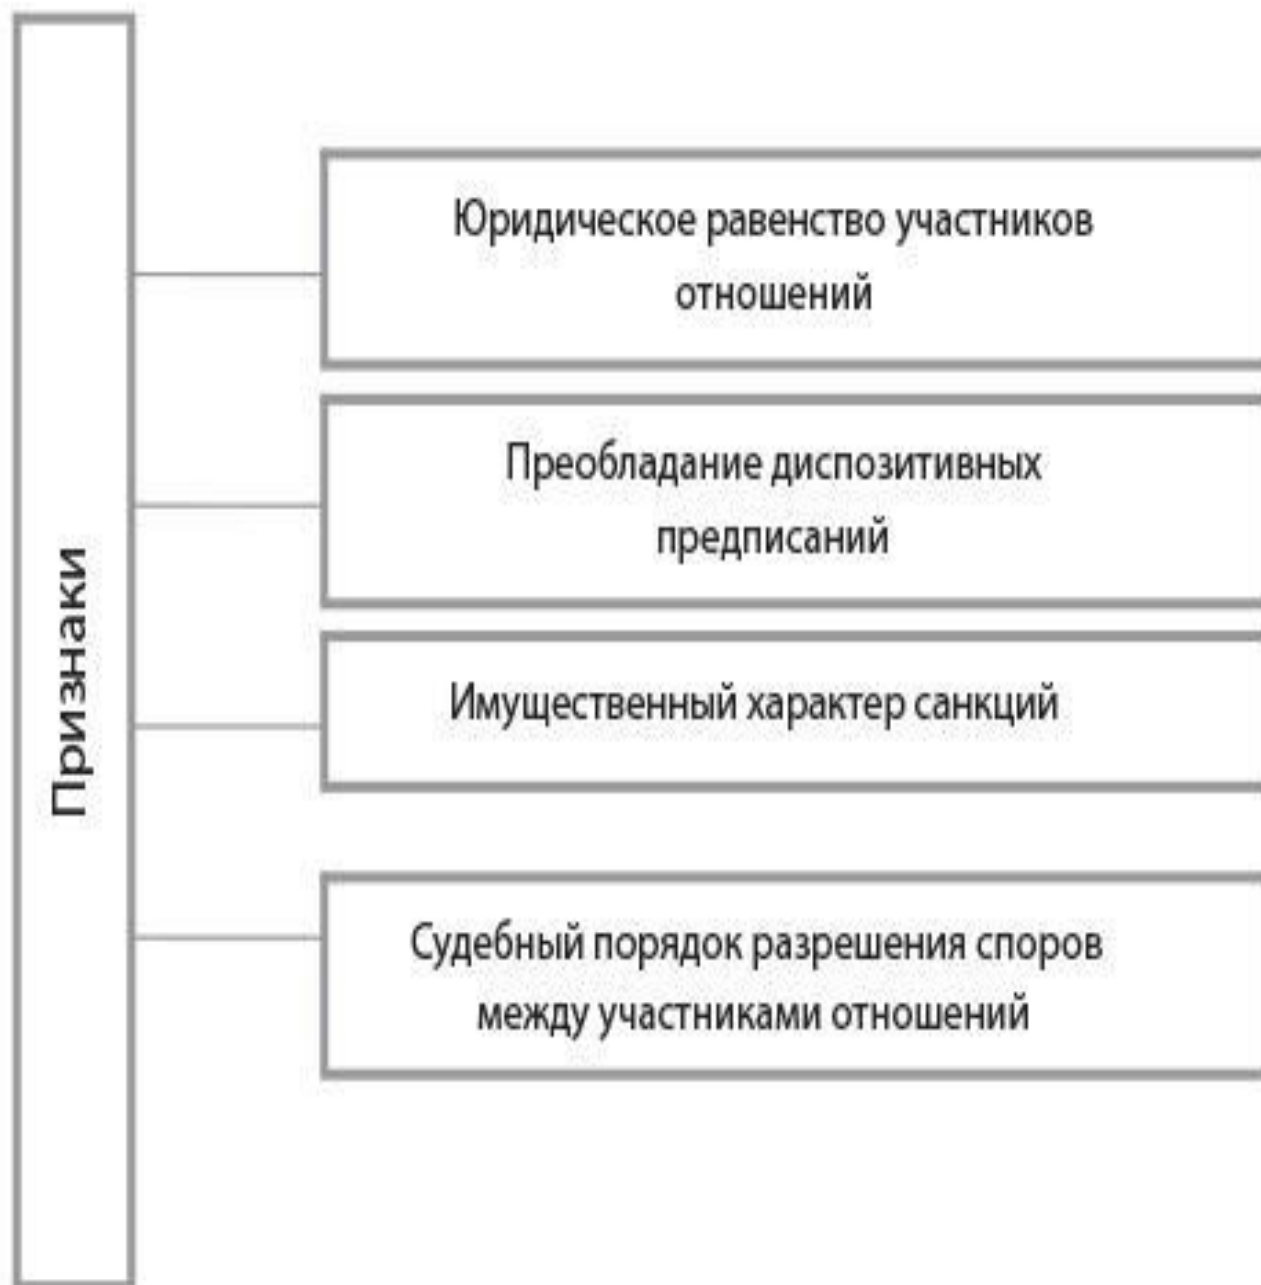 Признаки
Юридическое равенство участников
отношений
Преобладание диспозитивных
предписаний
Имущественный характер санкций
Судебный порядок разрешения споров
между участниками отношений